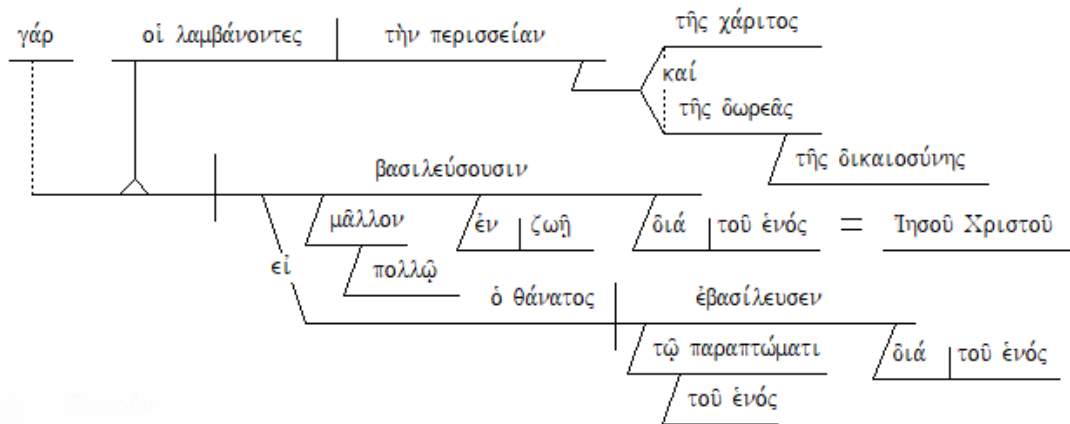 γάρ οἱ λαμβάνοντες τὴν περισσείαν τῆς χάριτος
καί
τῆς δωρεᾶς
τῆς δικαιοσύνης
βασιλεύσουσιν
μᾶλλον ἐν ζωῇ διά τοῦ ἑνός = Ἰησοῦ Χριστοῦ
εἰ πολλῷ
ὁ θάνατος ἐβασίλευσεν
τῷ παραπτώματι διά τοῦ ἑνός
τοῦ ἑνός